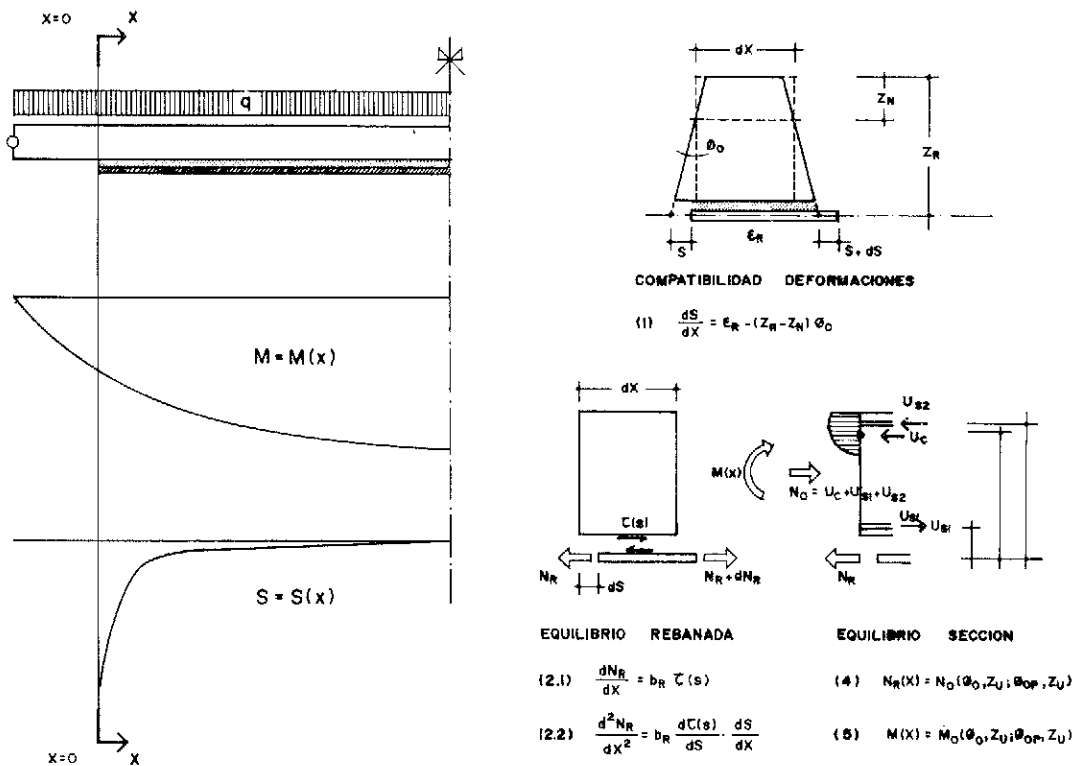 X=0
X
q
M = M(x)
S = S(x)
X=0
X
dX
Z_N
Z_R
Ø_O
ε_R
S
S + dS
COMPATIBILIDAD DEFORMACIONES
(1) dS/dX = ε_R - (Z_R - Z_N) Ø_O
dX
M(x)
N_O = U_C + U_S1 + U_S2
U_S2
U_C
U_S1
U_S1
τ(s)
N_R
N_R + dN_R
dS
N_R
EQUILIBRIO REBANADA
EQUILIBRIO SECCION
(2.1) dN_R/dX = b_R τ(s)
(4) N_R(X) = N_O(Ø_O, Z_U; Ø_OP, Z_U)
(2.2) d²N_R/dX² = b_R dτ(s)/dS · dS/dX
(5) M(X) = M_O(Ø_O, Z_U; Ø_OP, Z_U)